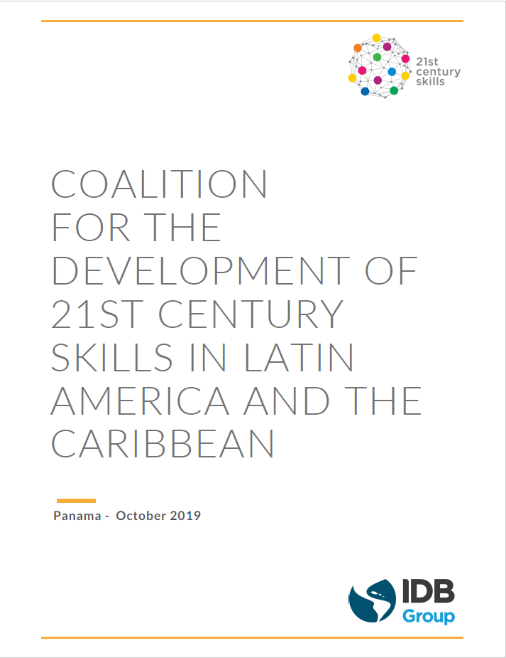 21st
century
skills
COALITION
FOR THE
DEVELOPMENT OF
21ST CENTURY
SKILLS IN LATIN
AMERICA AND THE
CARIBBEAN
Panama - October 2019
IDB
Group